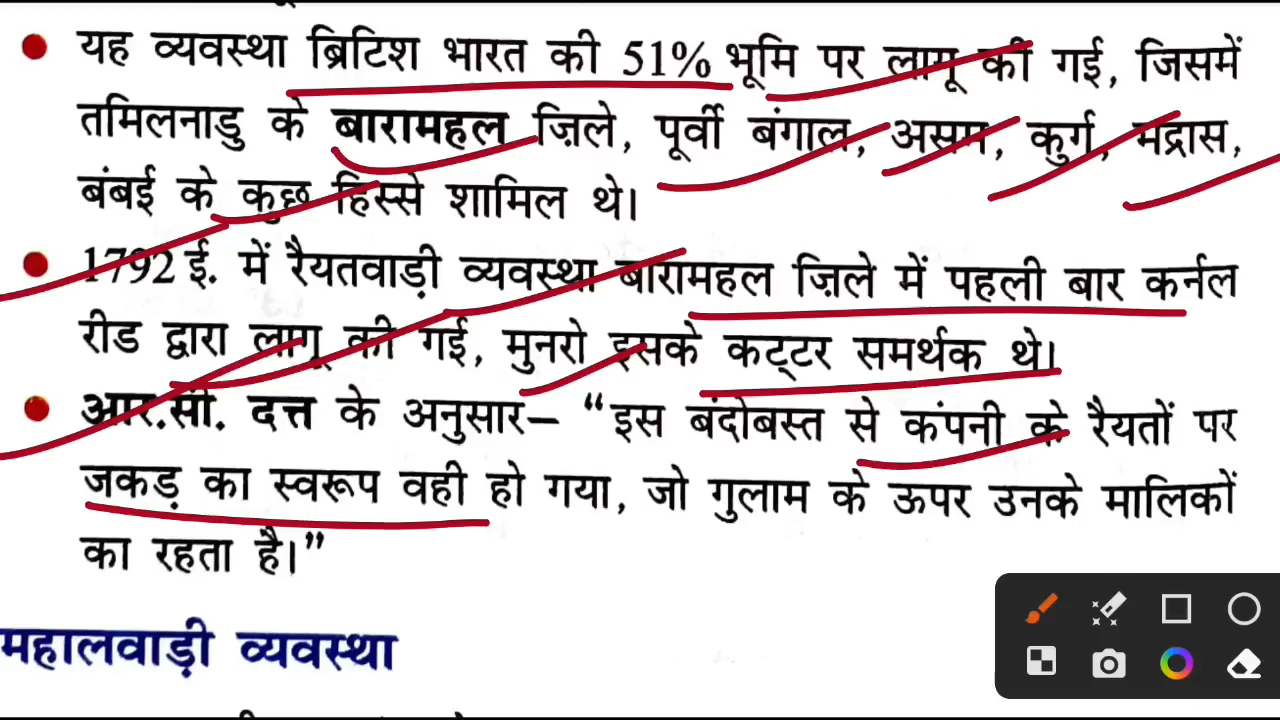 यह व्यवस्था ब्रिटिश भारत की 51% भूमि पर लागू की गई, जिसमें
तमिलनाडु के बारामहल ज़िले, पूर्वी बंगाल, असम, कुर्ग, मद्रास,
बंबई के कुछ हिस्से शामिल थे।
1792 ई. में रैयतवाड़ी व्यवस्था बारामहल ज़िले में पहली बार कर्नल
रीड द्वारा लागू की गई, मुनरो इसके कट्टर समर्थक थे।
आर.सी. दत्त के अनुसार– “इस बंदोबस्त से कंपनी के रैयतों पर
जकड़ का स्वरूप वही हो गया, जो गुलाम के ऊपर उनके मालिकों
का रहता है।”
महालवाड़ी व्यवस्था